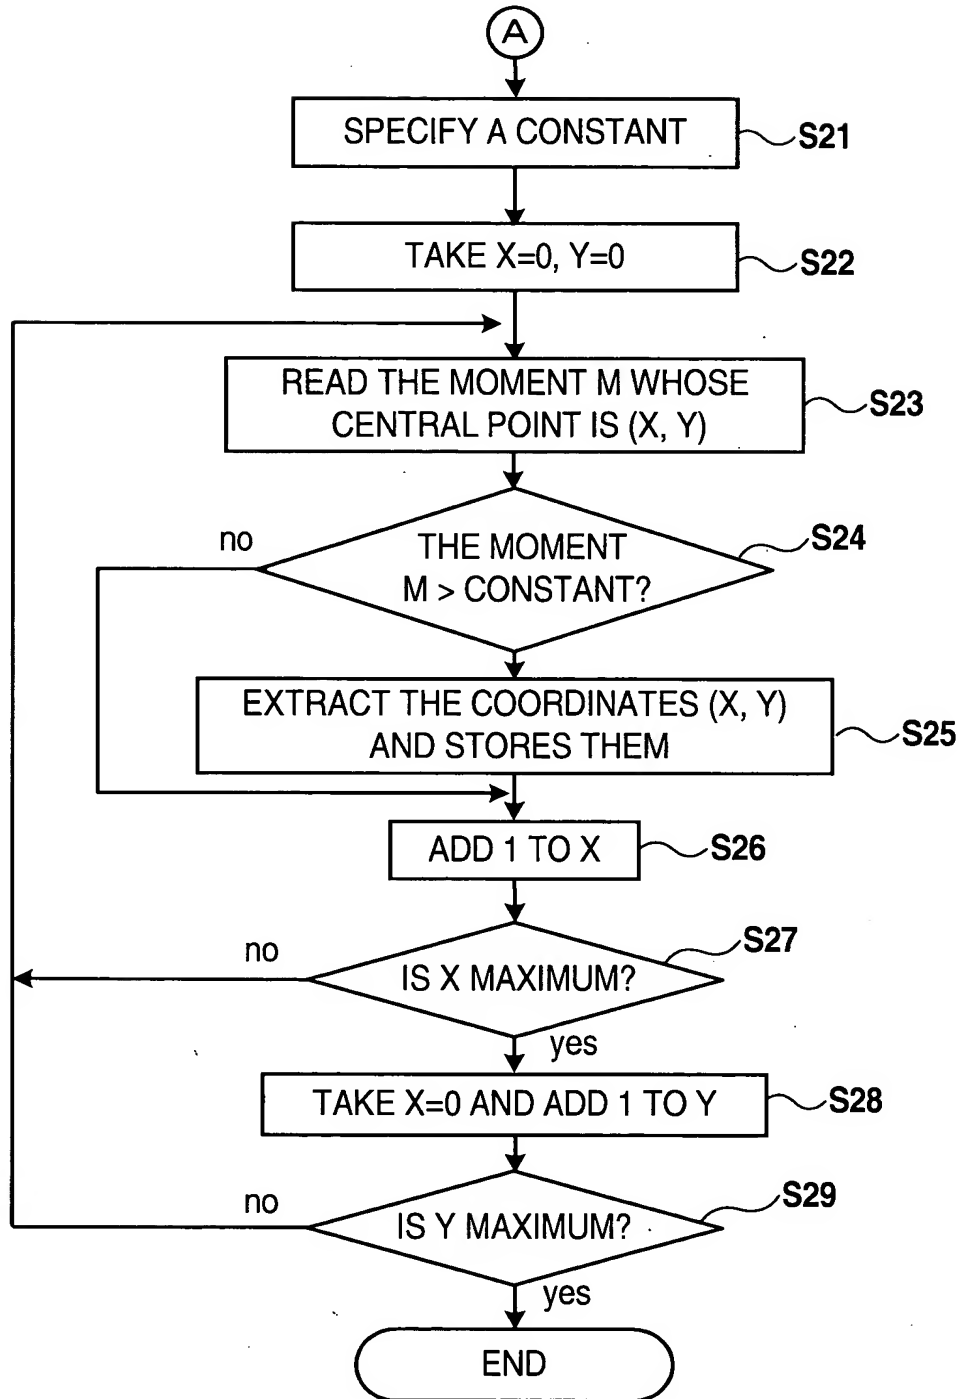 A
SPECIFY A CONSTANT
S21
TAKE X=0, Y=0
S22
READ THE MOMENT M WHOSE
CENTRAL POINT IS (X, Y)
S23
THE MOMENT
M > CONSTANT?
S24
no
EXTRACT THE COORDINATES (X, Y)
AND STORES THEM
S25
ADD 1 TO X
S26
IS X MAXIMUM?
S27
no
yes
TAKE X=0 AND ADD 1 TO Y
S28
IS Y MAXIMUM?
S29
no
yes
END